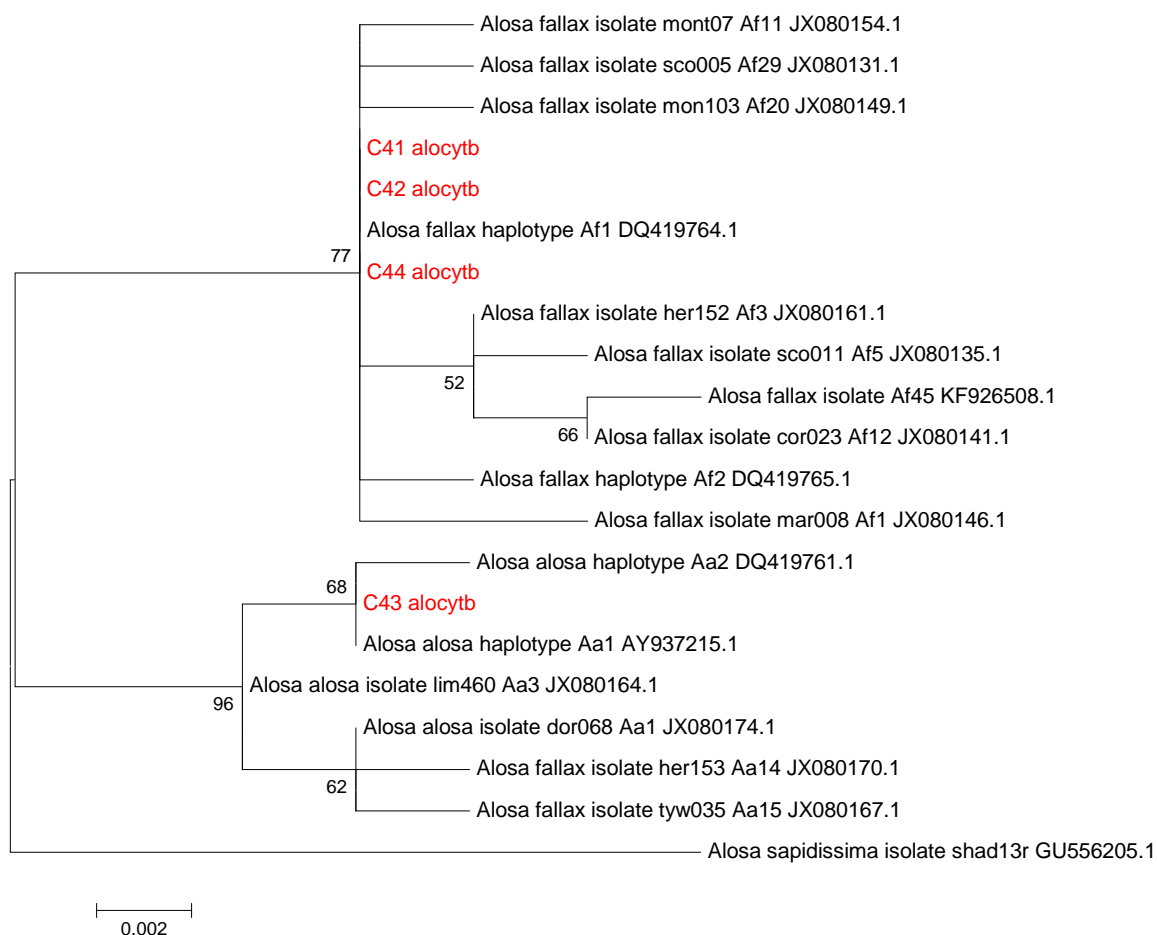 Alosa fallax isolate mont07 Af11 JX080154.1
Alosa fallax isolate sco005 Af29 JX080131.1
Alosa fallax isolate mon103 Af20 JX080149.1
C41 alocytb
C42 alocytb
Alosa fallax haplotype Af1 DQ419764.1
77
C44 alocytb
Alosa fallax isolate her152 Af3 JX080161.1
Alosa fallax isolate sco011 Af5 JX080135.1
52
Alosa fallax isolate Af45 KF926508.1
66
Alosa fallax isolate cor023 Af12 JX080141.1
Alosa fallax haplotype Af2 DQ419765.1
Alosa fallax isolate mar008 Af1 JX080146.1
Alosa alosa haplotype Aa2 DQ419761.1
68
C43 alocytb
Alosa alosa haplotype Aa1 AY937215.1
Alosa alosa isolate lim460 Aa3 JX080164.1
96
Alosa alosa isolate dor068 Aa1 JX080174.1
Alosa fallax isolate her153 Aa14 JX080170.1
62
Alosa fallax isolate tyw035 Aa15 JX080167.1
Alosa sapidissima isolate shad13r GU556205.1
0.002